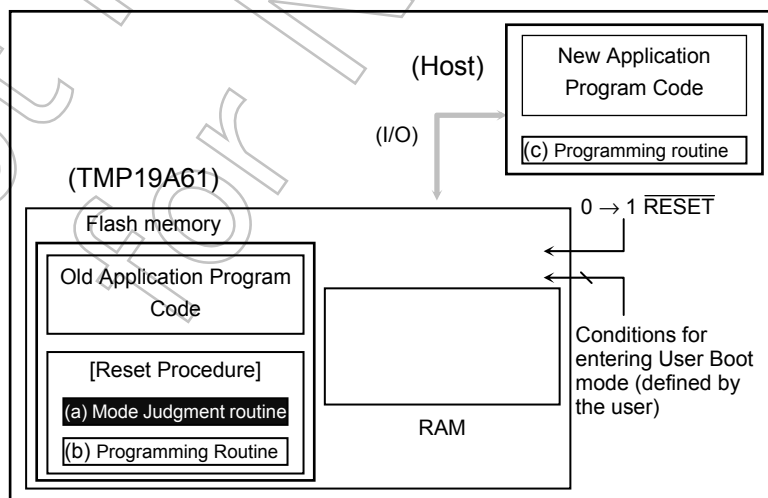 (Host)
New Application
Program Code
(I/O)
(c) Programming routine
(TMP19A61)
0 → 1 RESET
Flash memory
Old Application Program
Code
[Reset Procedure]
(a) Mode Judgment routine
(b) Programming Routine
RAM
Conditions for
entering User Boot
mode (defined by
the user)
for